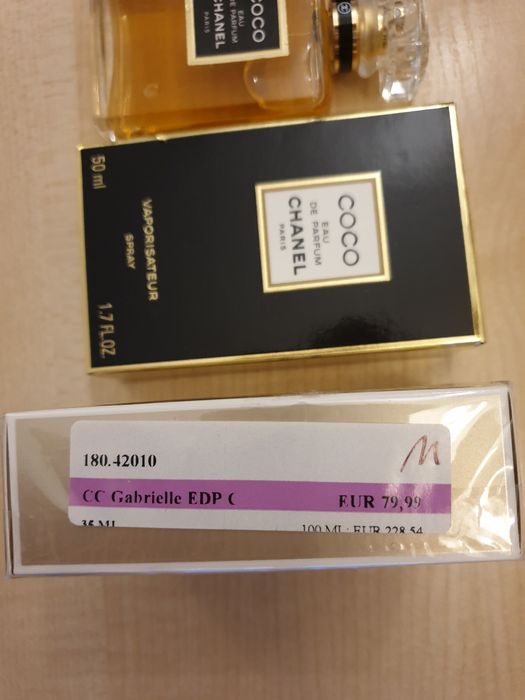 COCO
EAU
DE PARFUM
CHANEL
PARIS
50 ml
VAPORISATEUR
SPRAY
1.7 FL.OZ.
COCO
EAU
DE PARFUM
CHANEL
PARIS
180.42010
CC Gabrielle EDP (
EUR 79,99
35 ML
100 ML: EUR 228,54